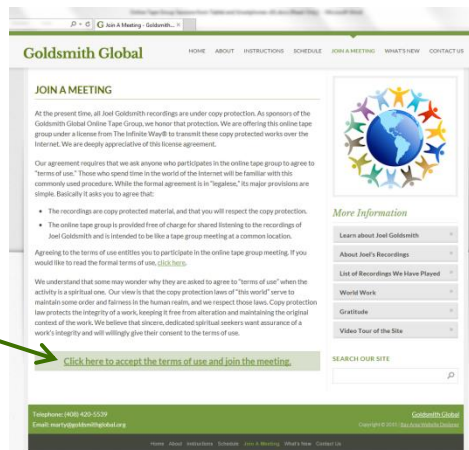 Join A Meeting - Goldsmith...
Goldsmith Global
HOME ABOUT INSTRUCTIONS SCHEDULE JOIN A MEETING WHAT'S NEW CONTACT US
JOIN A MEETING
At the present time, all Joel Goldsmith recordings are under copy protection. As sponsors of the
Goldsmith Global Online Tape Group, we honor that protection. We are offering this online tape
group under a license from The Infinite Way® to transmit these copy protected works over the
Internet. We are deeply appreciative of this license agreement.
Our agreement requires that we ask anyone who participates in the online tape group to agree to
"terms of use." Those who spend time in the world of the Internet will be familiar with this
commonly used procedure. While the formal agreement is in "legalese," its major provisions are
simple. Basically it asks you to agree that:
• The recordings are copy protected material, and that you will respect the copy protection.
• The online tape group is provided free of charge for shared listening to the recordings of
Joel Goldsmith and is intended to be like a tape group meeting at a common location.
Agreeing to the terms of use entitles you to participate in the online tape group meeting. If you
would like to read the formal terms of use, click here.
We understand that some may wonder why they are asked to agree to "terms of use" when the
activity is a spiritual one. Our view is that the copy protection laws of "this world" serve to
maintain some order and fairness in the human realm, and we respect those laws. Copy protection
law protects the integrity of a work, keeping it free from alteration and maintaining the original
context of the work. We believe that sincere, dedicated spiritual seekers want assurance of a
work's integrity and will willingly give their consent to the terms of use.
Click here to accept the terms of use and join the meeting.
More Information
Learn about Joel Goldsmith
About Joel's Recordings
List of Recordings We Have Played
World Work
Gratitude
Video Tour of the Site
SEARCH OUR SITE
Telephone: (408) 420-5539
Email: marty@goldsmithglobal.org
Goldsmith Global
Bay Area Website Designer
Home About Instructions Schedule Join A Meeting What's New Contact Us